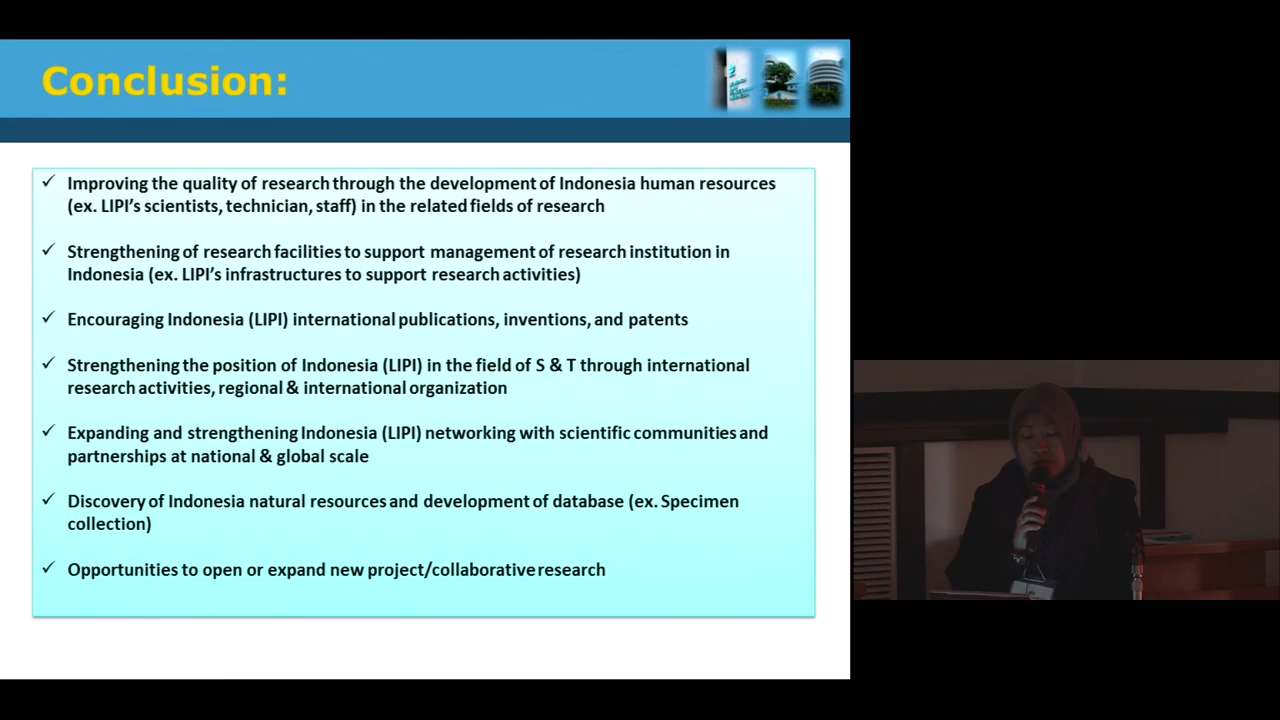 Conclusion:
✓ Improving the quality of research through the development of Indonesia human resources
(ex. LIPI’s scientists, technician, staff) in the related fields of research
✓ Strengthening of research facilities to support management of research institution in
Indonesia (ex. LIPI’s infrastructures to support research activities)
✓ Encouraging Indonesia (LIPI) international publications, inventions, and patents
✓ Strengthening the position of Indonesia (LIPI) in the field of S & T through international
research activities, regional & international organization
✓ Expanding and strengthening Indonesia (LIPI) networking with scientific communities and
partnerships at national & global scale
✓ Discovery of Indonesia natural resources and development of database (ex. Specimen
collection)
✓ Opportunities to open or expand new project/collaborative research